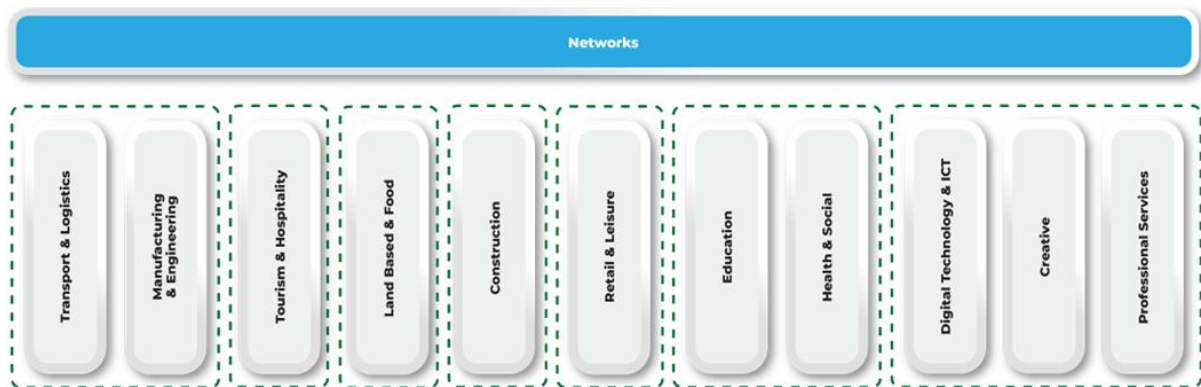 Networks
Transport & Logistics
Manufacturing
& Engineering
Tourism & Hospitality
Land Based & Food
Construction
Retail & Leisure
Education
Health & Social
Digital Technology & ICT
Creative
Professional Services